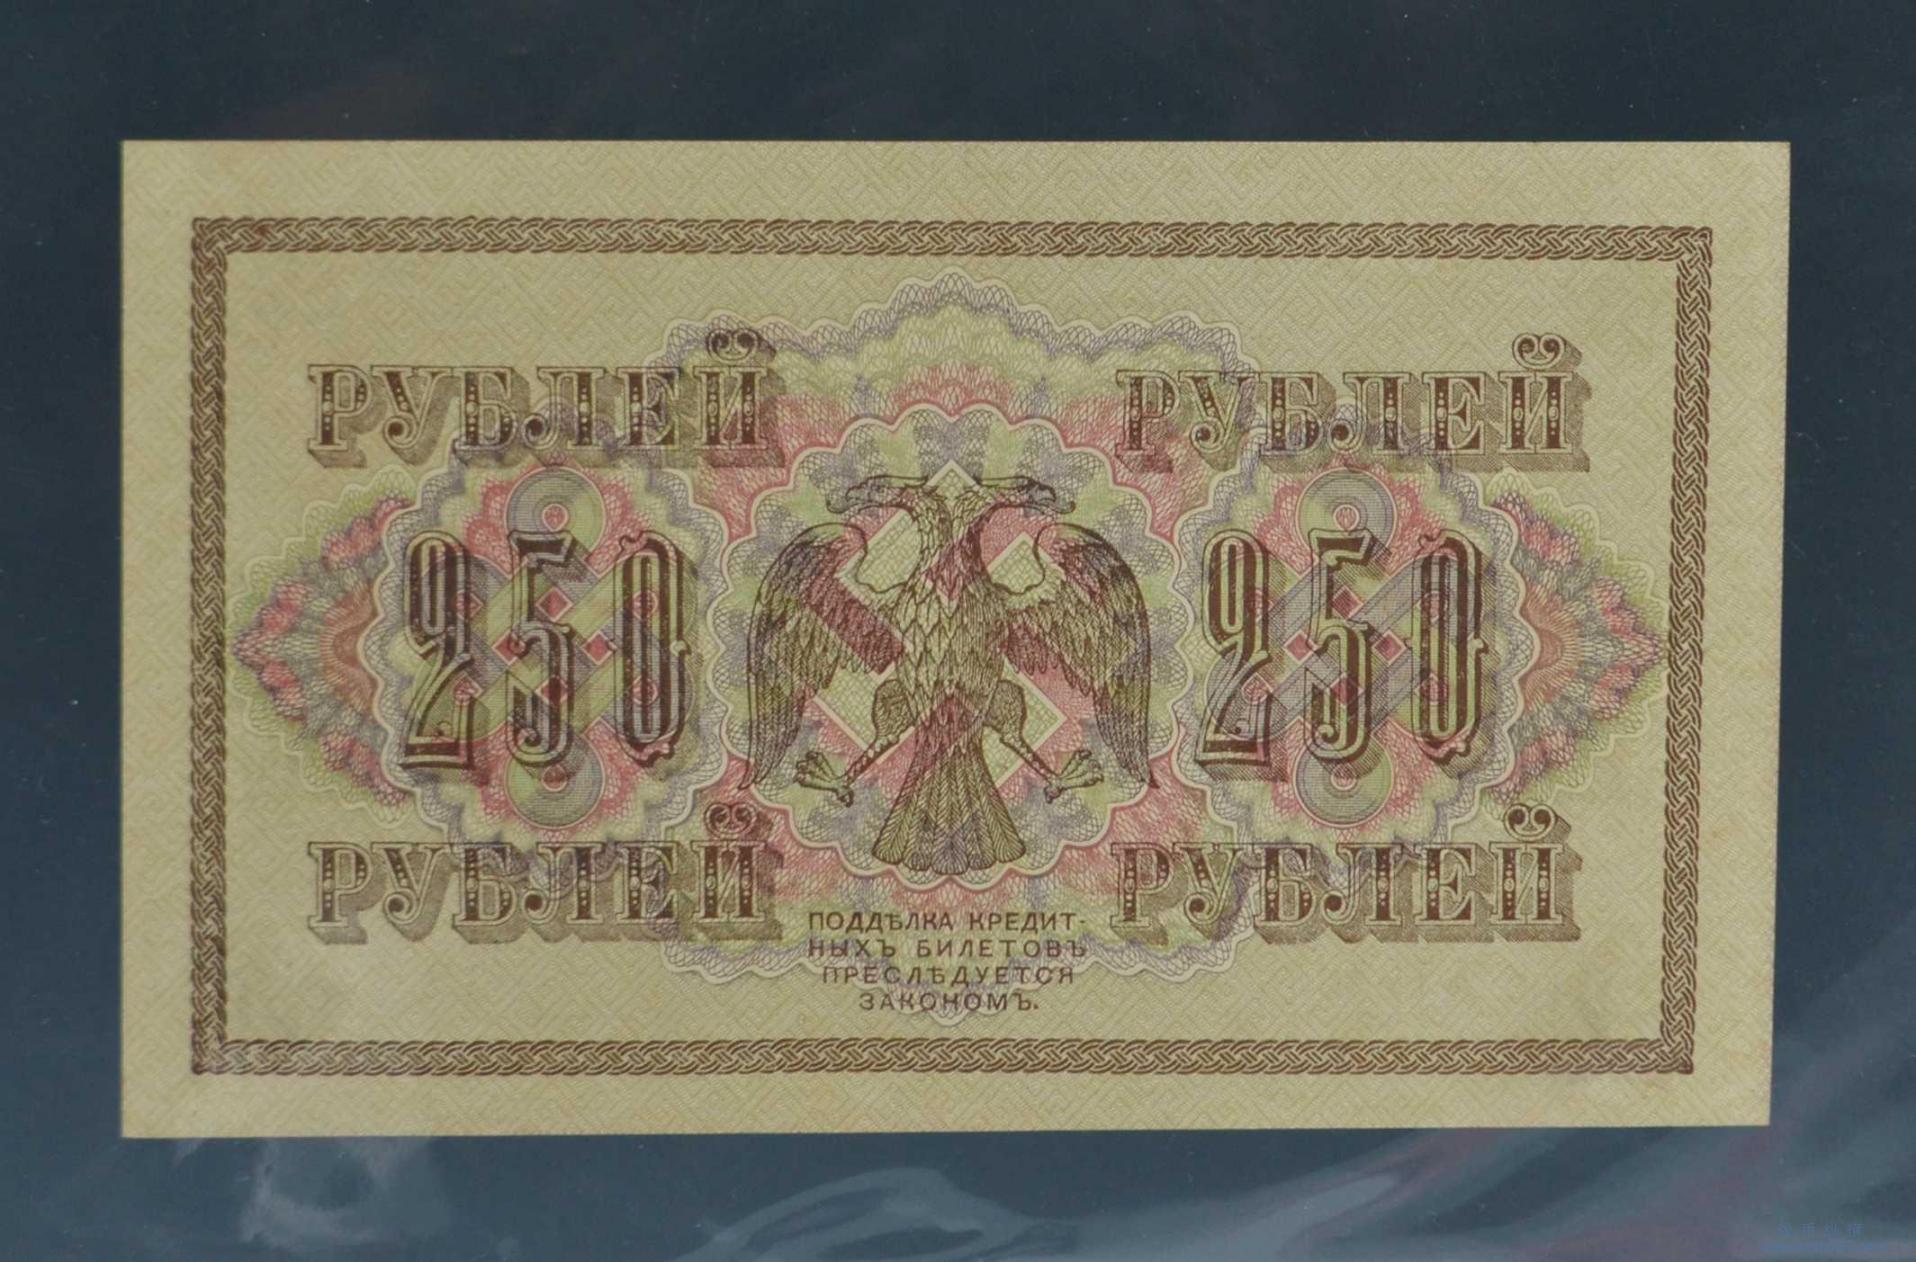 РУБЛЕЙ РУБЛЕЙ
250 250
РУБЛЕЙ РУБЛЕЙ
ПОДДѢЛКА КРЕДИТ-
НЫХЪ БИЛЕТОВЪ
ПРЕСЛѢДУЕТСЯ
ЗАКОНОМЪ.